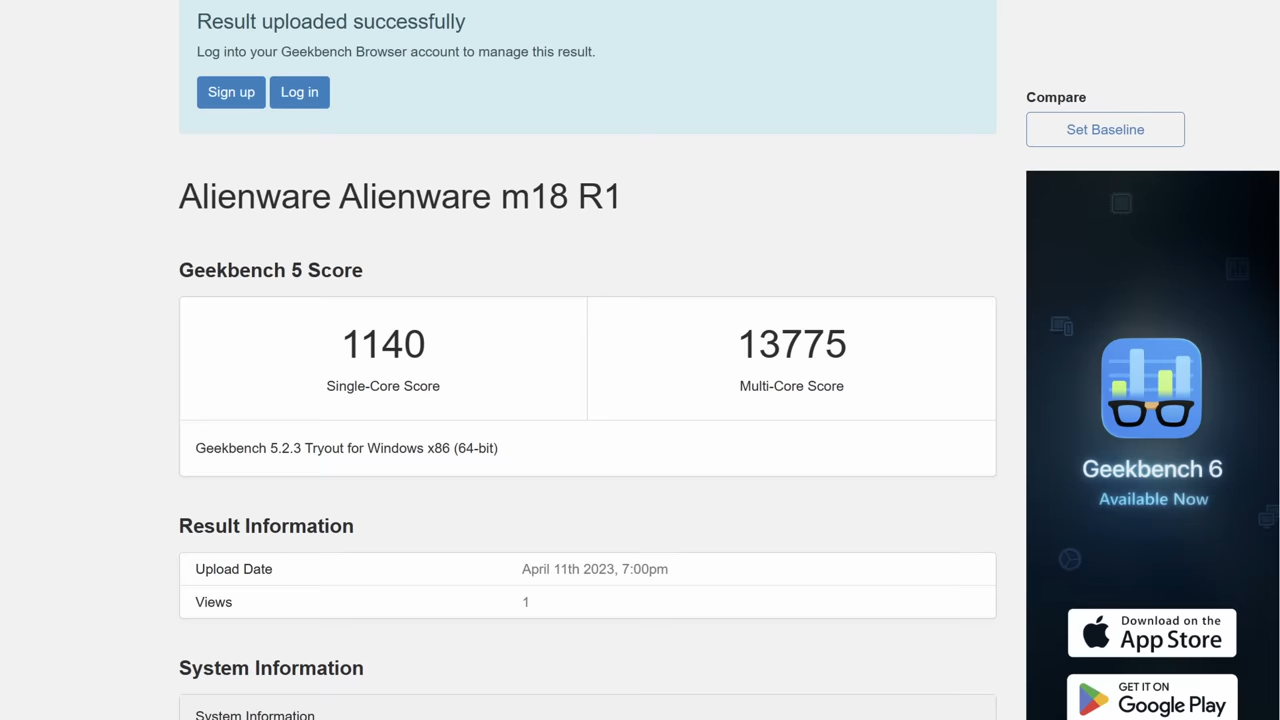 Result uploaded successfully
Log into your Geekbench Browser account to manage this result.
Sign up
Log in
Compare
Set Baseline
Alienware Alienware m18 R1
Geekbench 5 Score
1140
Single-Core Score
13775
Multi-Core Score
Geekbench 5.2.3 Tryout for Windows x86 (64-bit)
Result Information
Upload Date
April 11th 2023, 7:00pm
Views
1
System Information
System Information
Geekbench 6
Available Now
Download on the
App Store
GET IT ON
Google Play